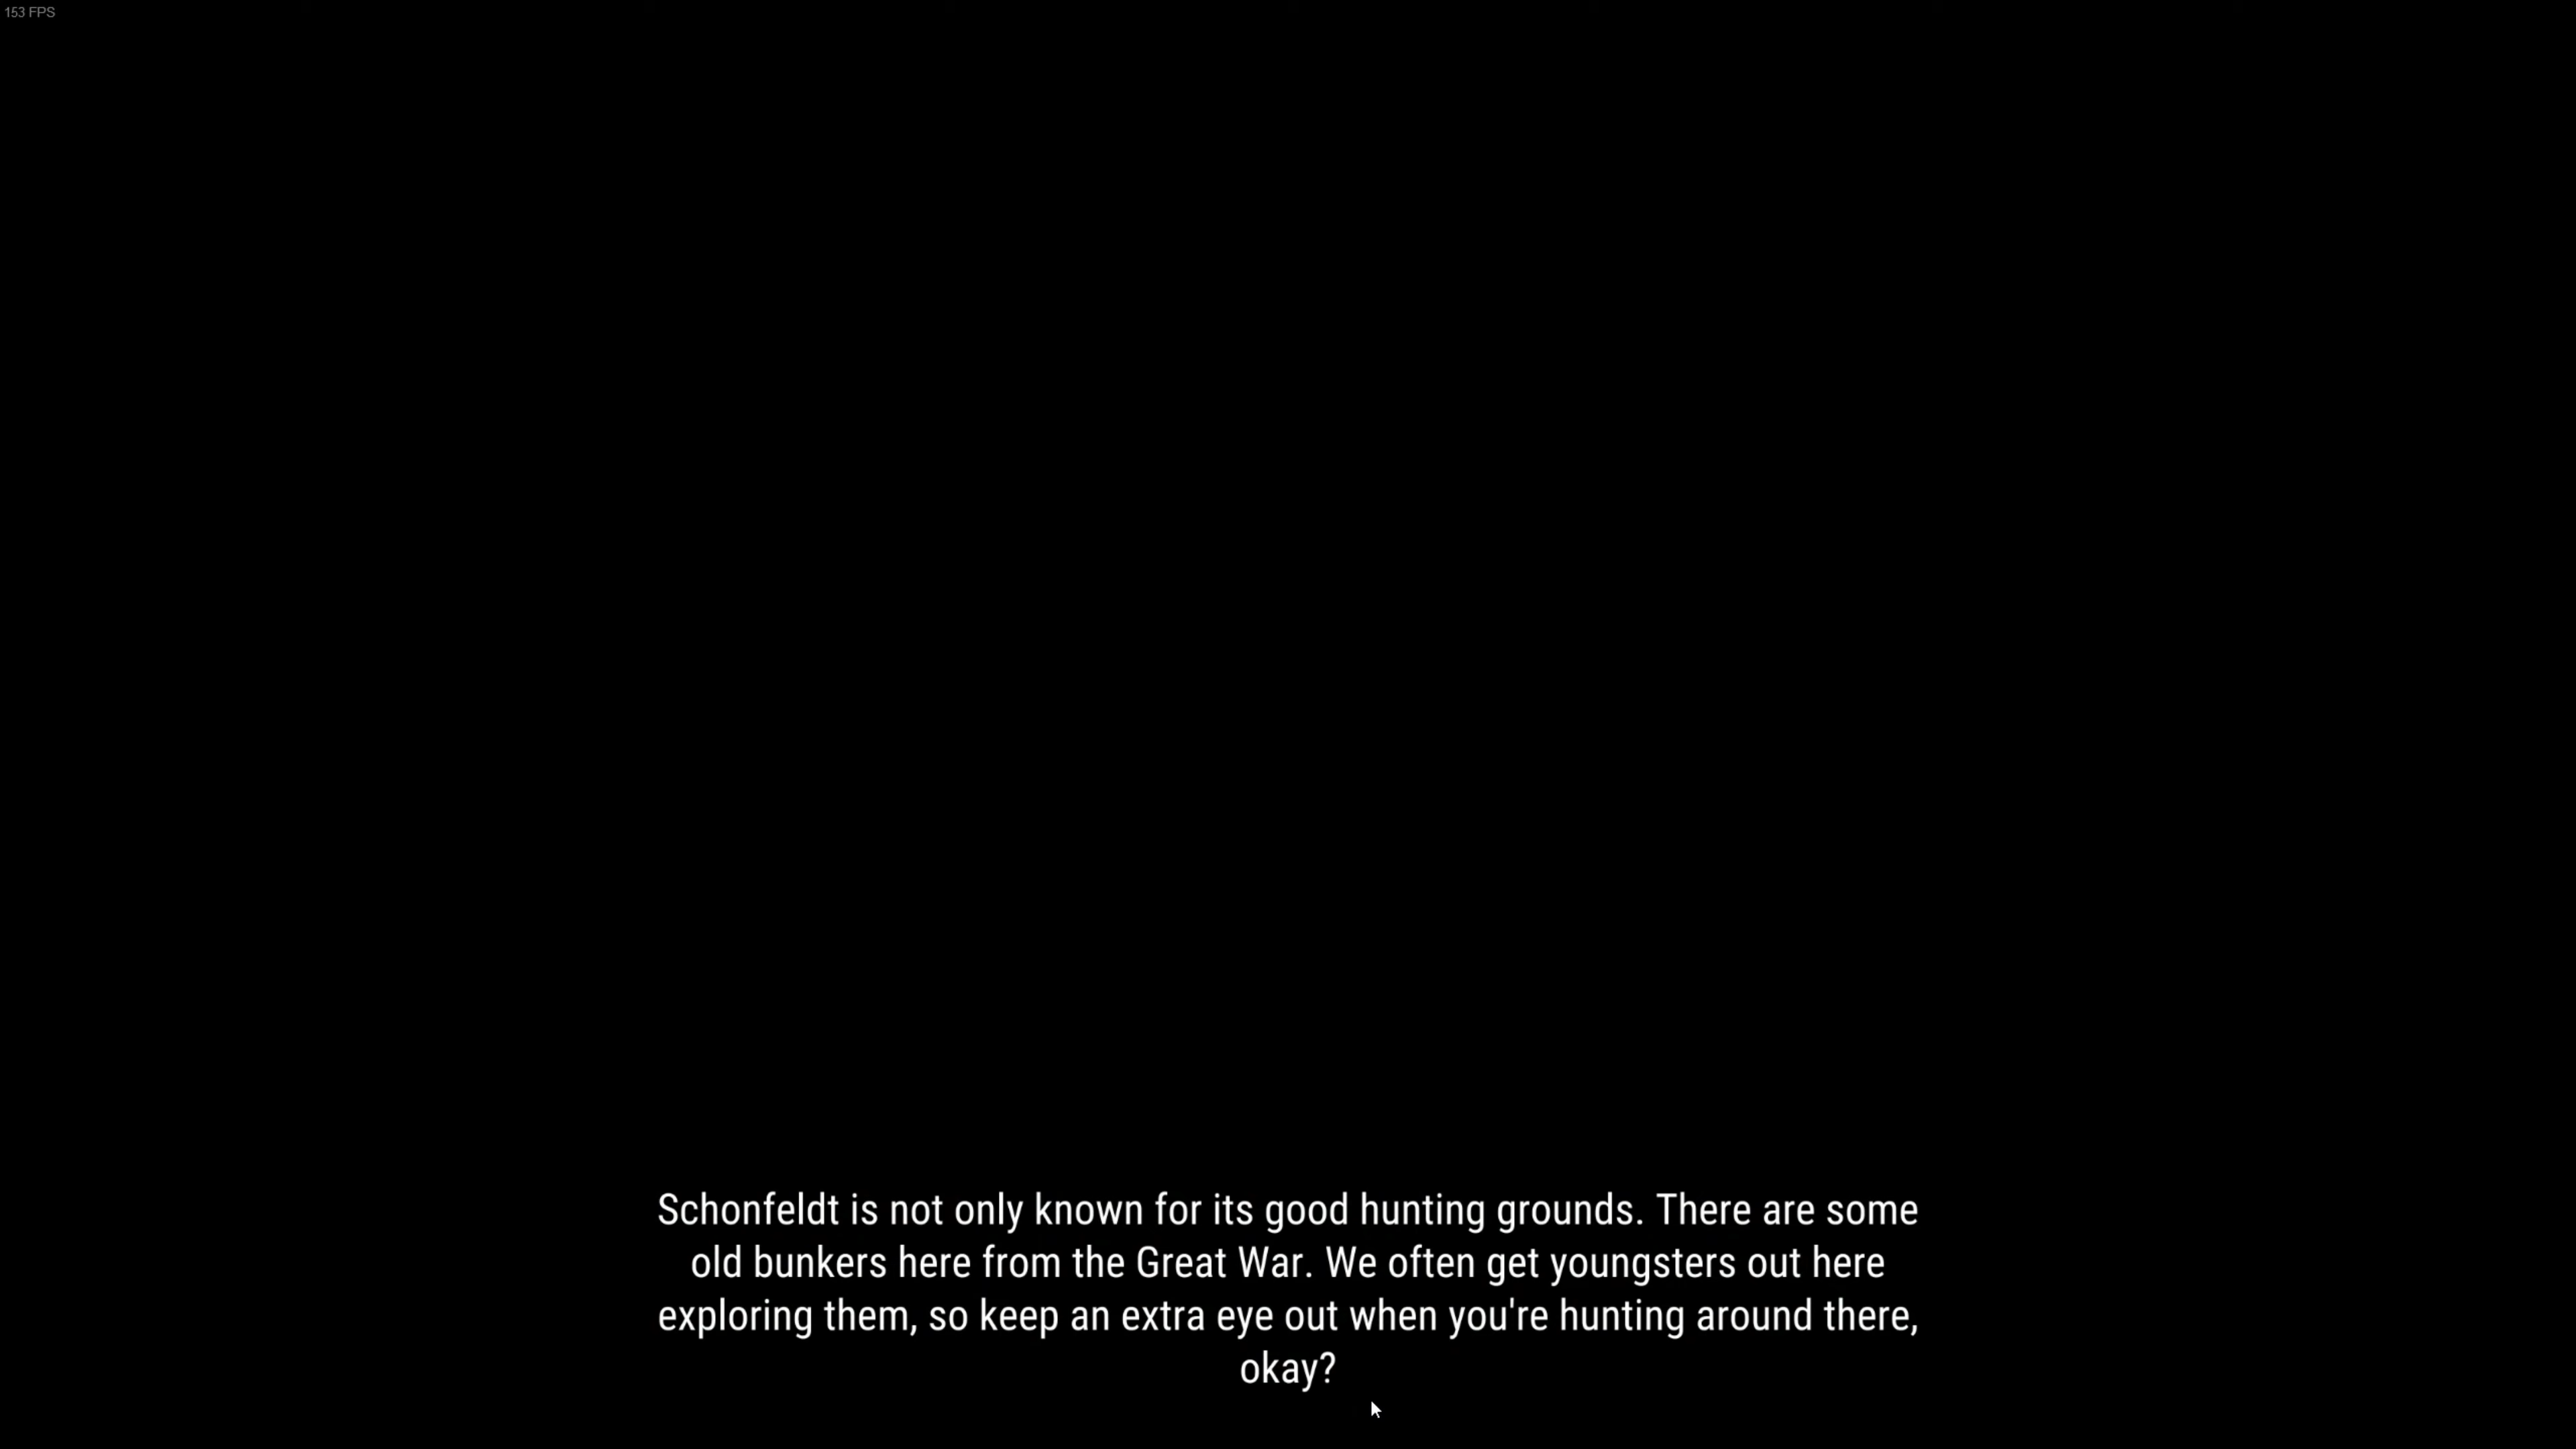 153 FPS
Schonfeldt is not only known for its good hunting grounds. There are some
old bunkers here from the Great War. We often get youngsters out here
exploring them, so keep an extra eye out when you're hunting around there,
okay?